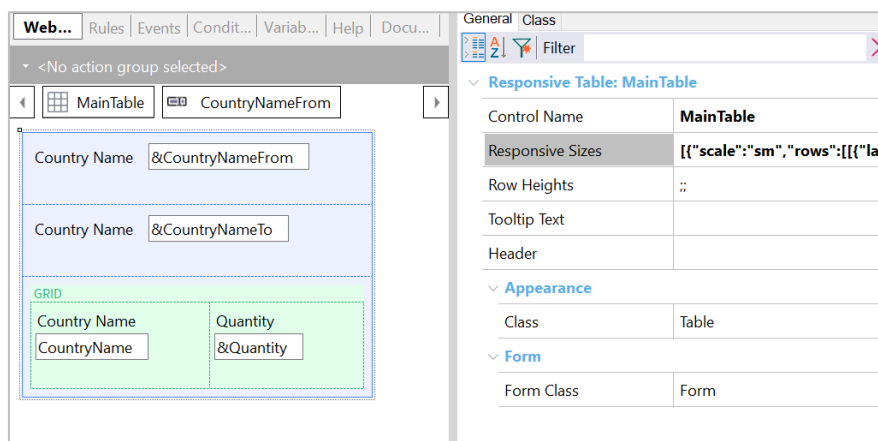 Web... Rules Events Condit... Variab... Help Docu...
<No action group selected>
MainTable CountryNameFrom
Country Name &CountryNameFrom
Country Name &CountryNameTo
GRID
Country Name Quantity
CountryName &Quantity
General Class
Filter
Responsive Table: MainTable
Control Name MainTable
Responsive Sizes [{"scale":"sm","rows":[[{"la
Row Heights ;;
Tooltip Text
Header
Appearance
Class Table
Form
Form Class Form